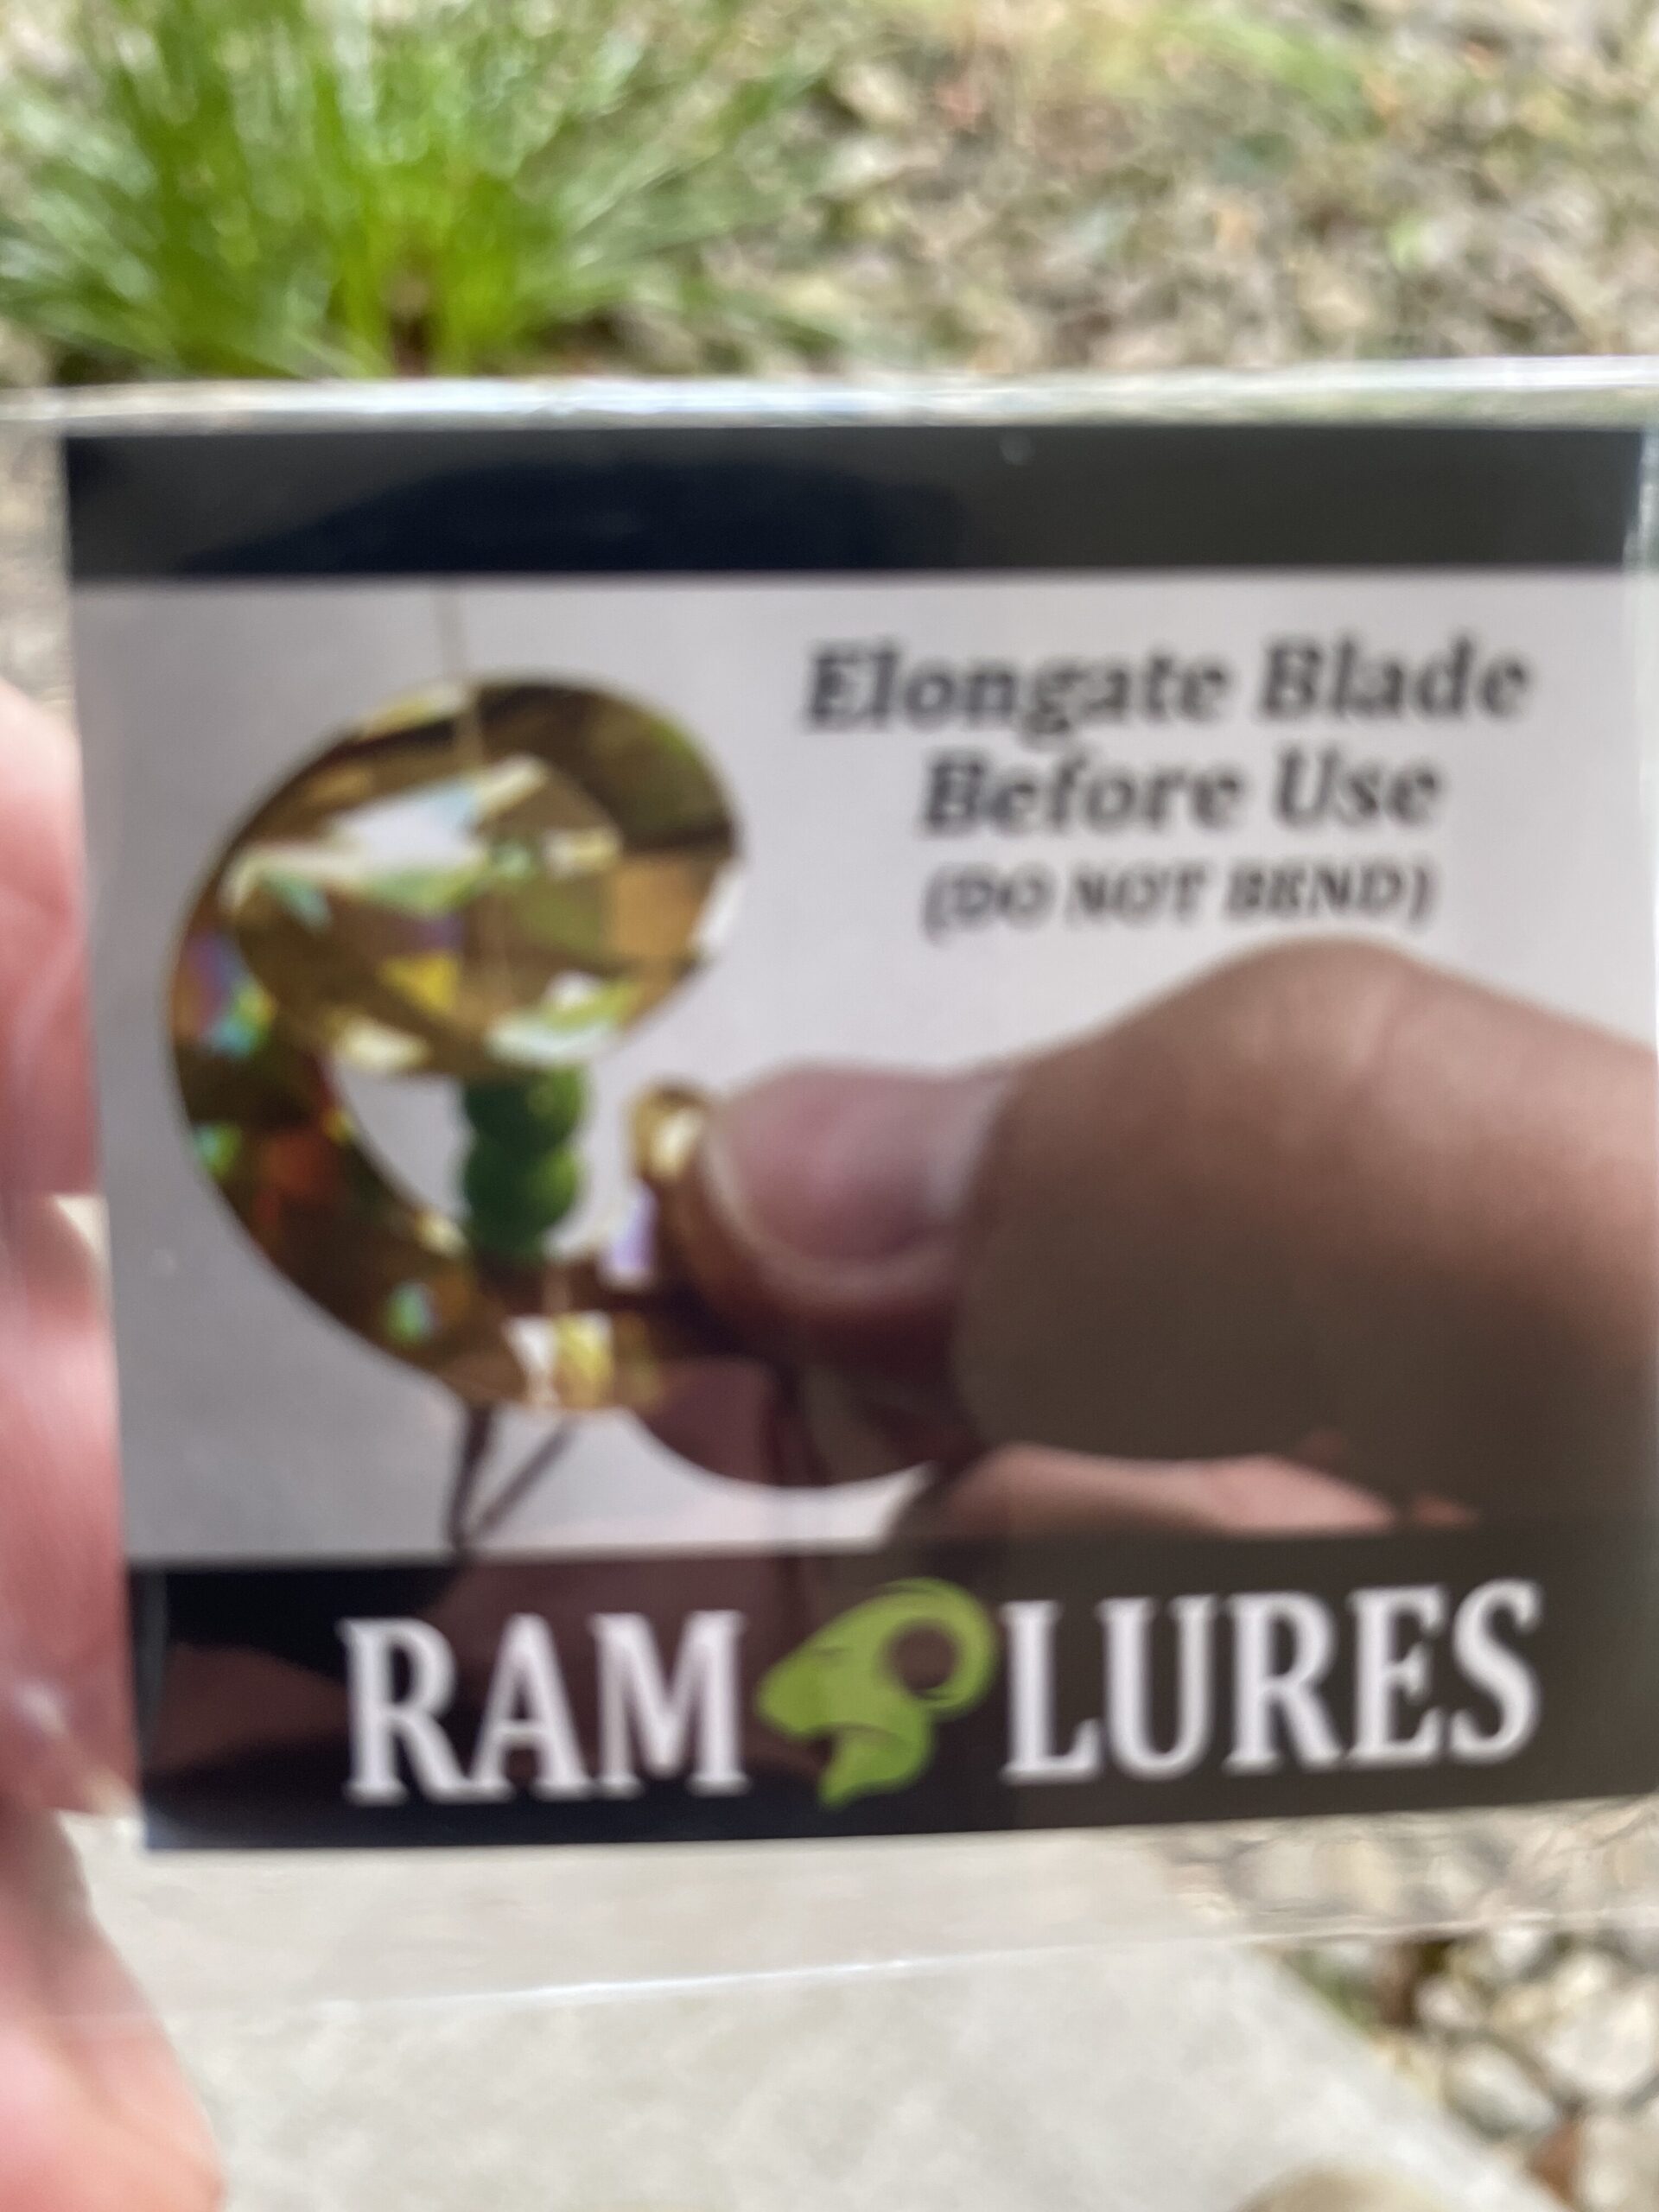 Elongate Blade
Before Use
(DO NOT BEND)
RAM LURES